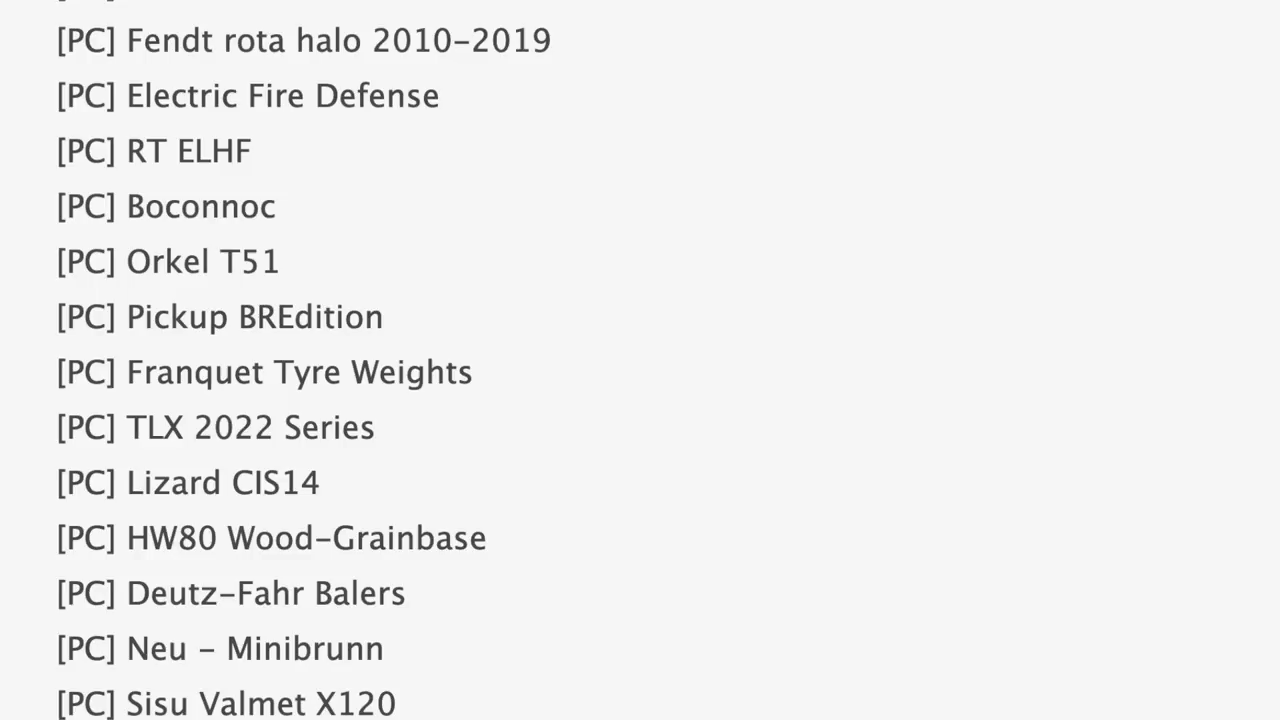 [PC] Fendt rota halo 2010-2019
[PC] Electric Fire Defense
[PC] RT ELHF
[PC] Boconnoc
[PC] Orkel T51
[PC] Pickup BREdition
[PC] Franquet Tyre Weights
[PC] TLX 2022 Series
[PC] Lizard CIS14
[PC] HW80 Wood-Grainbase
[PC] Deutz-Fahr Balers
[PC] Neu - Minibrunn
[PC] Sisu Valmet X120